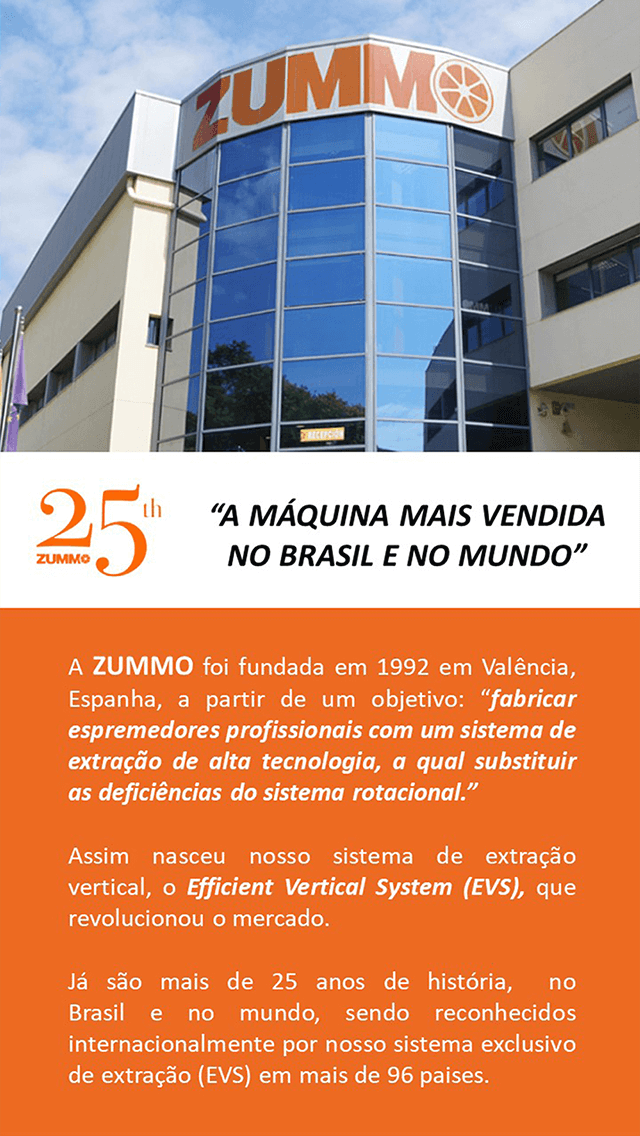 ZUMMO
RECEPCIÓN
25th
ZUMMO
“A MÁQUINA MAIS VENDIDA
NO BRASIL E NO MUNDO”
A ZUMMO foi fundada em 1992 em Valência,
Espanha, a partir de um objetivo: “fabricar
espremedores profissionais com um sistema de
extração de alta tecnologia, a qual substituir
as deficiências do sistema rotacional.”
Assim nasceu nosso sistema de extração
vertical, o Efficient Vertical System (EVS), que
revolucionou o mercado.
Já são mais de 25 anos de história, no
Brasil e no mundo, sendo reconhecidos
internacionalmente por nosso sistema exclusivo
de extração (EVS) em mais de 96 paises.